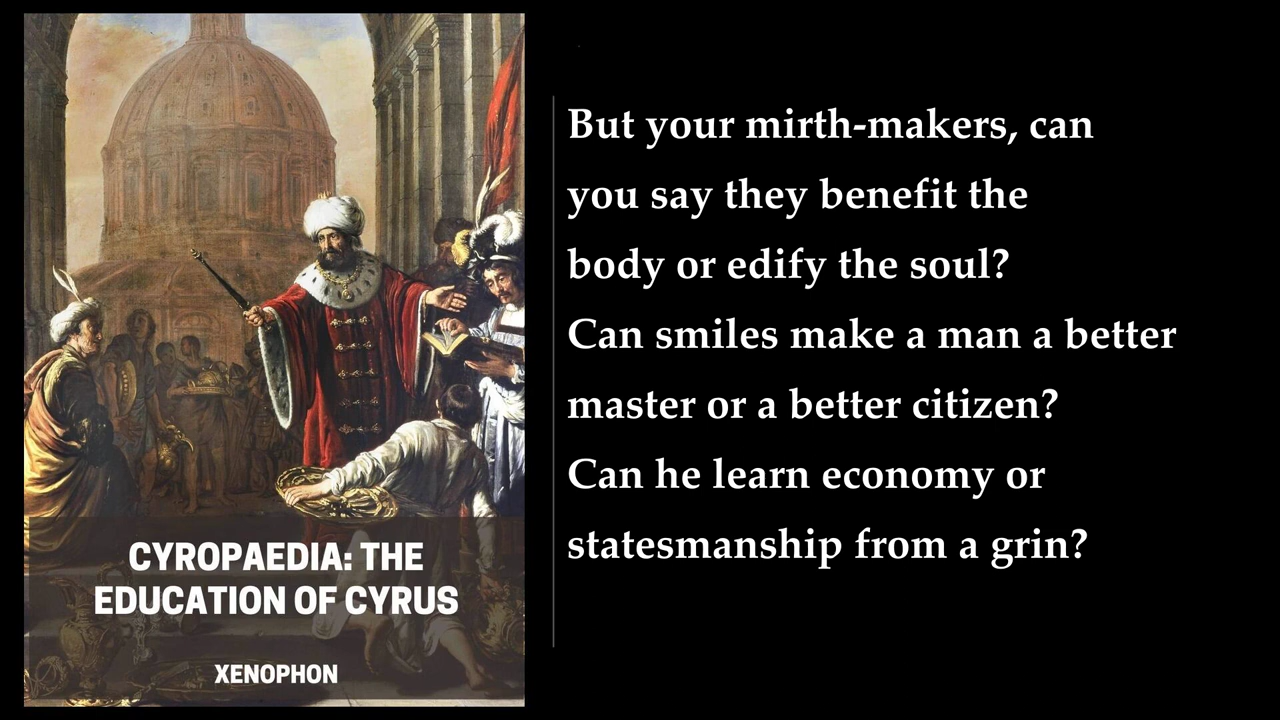 CYROPAEDIA: THE
EDUCATION OF CYRUS
XENOPHON
But your mirth-makers, can
you say they benefit the
body or edify the soul?
Can smiles make a man a better
master or a better citizen?
Can he learn economy or
statesmanship from a grin?